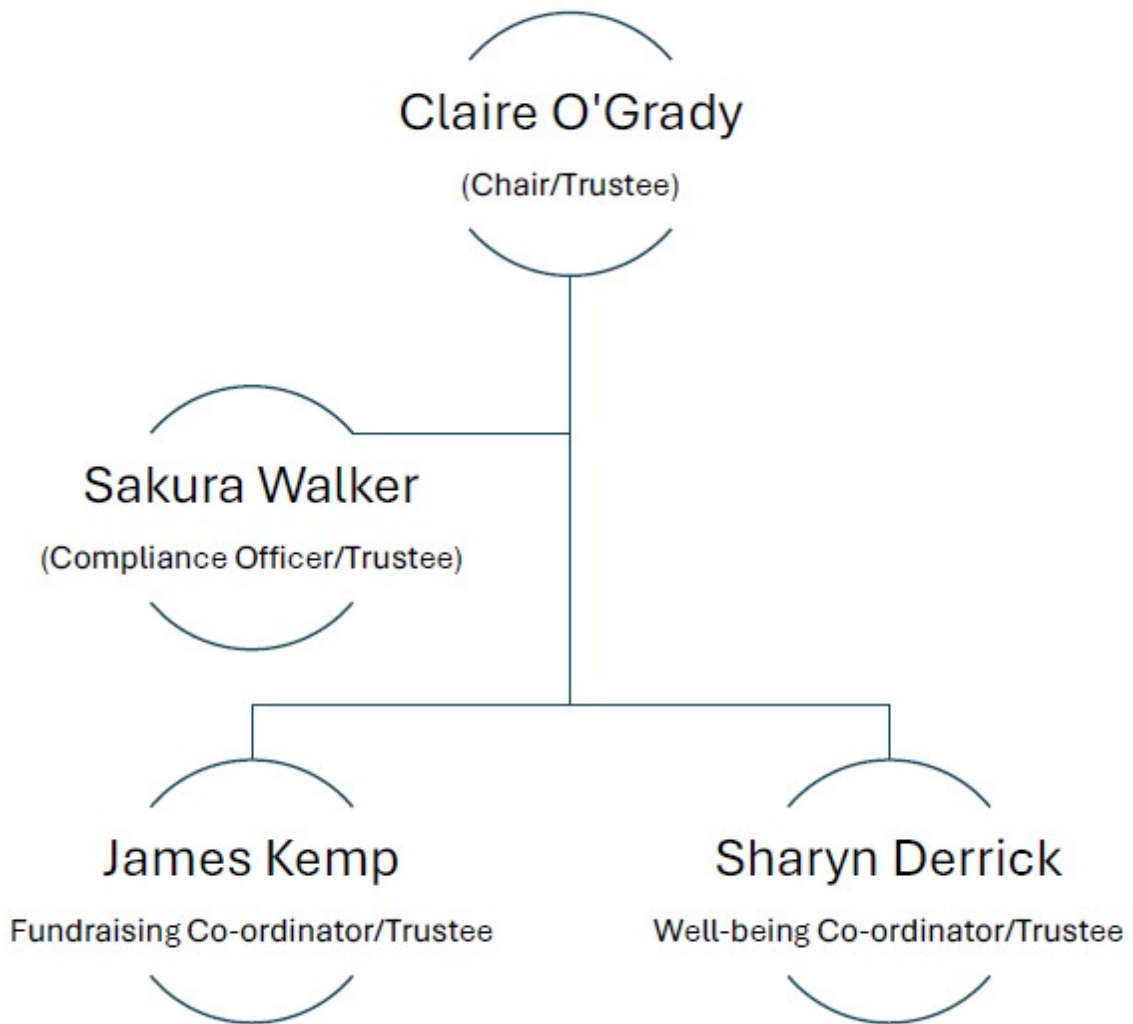 Claire O'Grady
(Chair/Trustee)
Sakura Walker
(Compliance Officer/Trustee)
James Kemp
Fundraising Co-ordinator/Trustee
Sharyn Derrick
Well-being Co-ordinator/Trustee